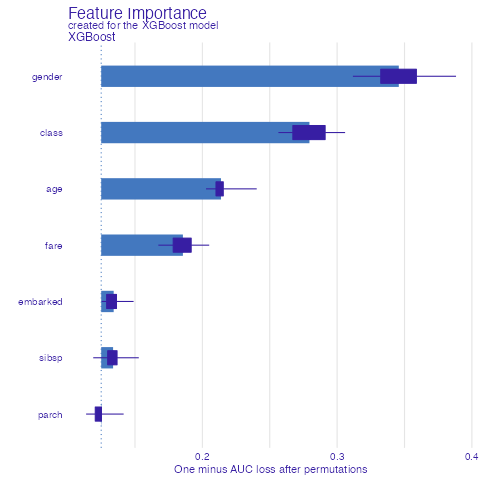 Feature Importance
created for the XGBoost model
XGBoost
gender
class
age
fare
embarked
sibsp
parch
0.2 0.3 0.4
One minus AUC loss after permutations